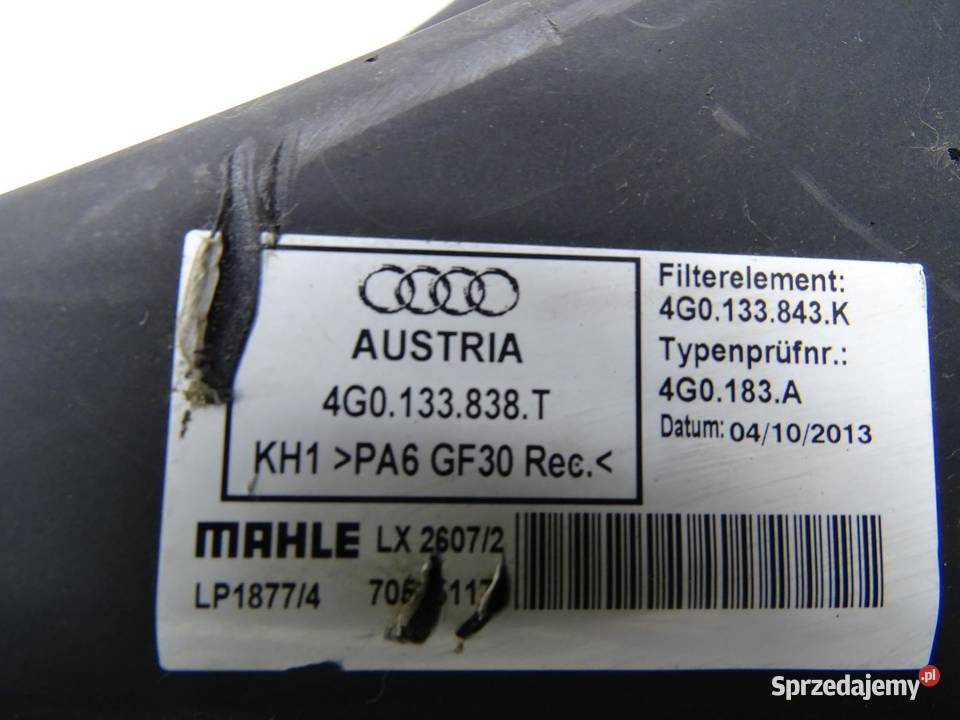 AUSTRIA
4G0.133.838.T
KH1 >PA6 GF30 Rec.<
Filterelement:
4G0.133.843.K
Typenprüfnr.:
4G0.183.A
Datum: 04/10/2013
MAHLE LX 2607/2
LP1877/4
Sprzedajemy.pl